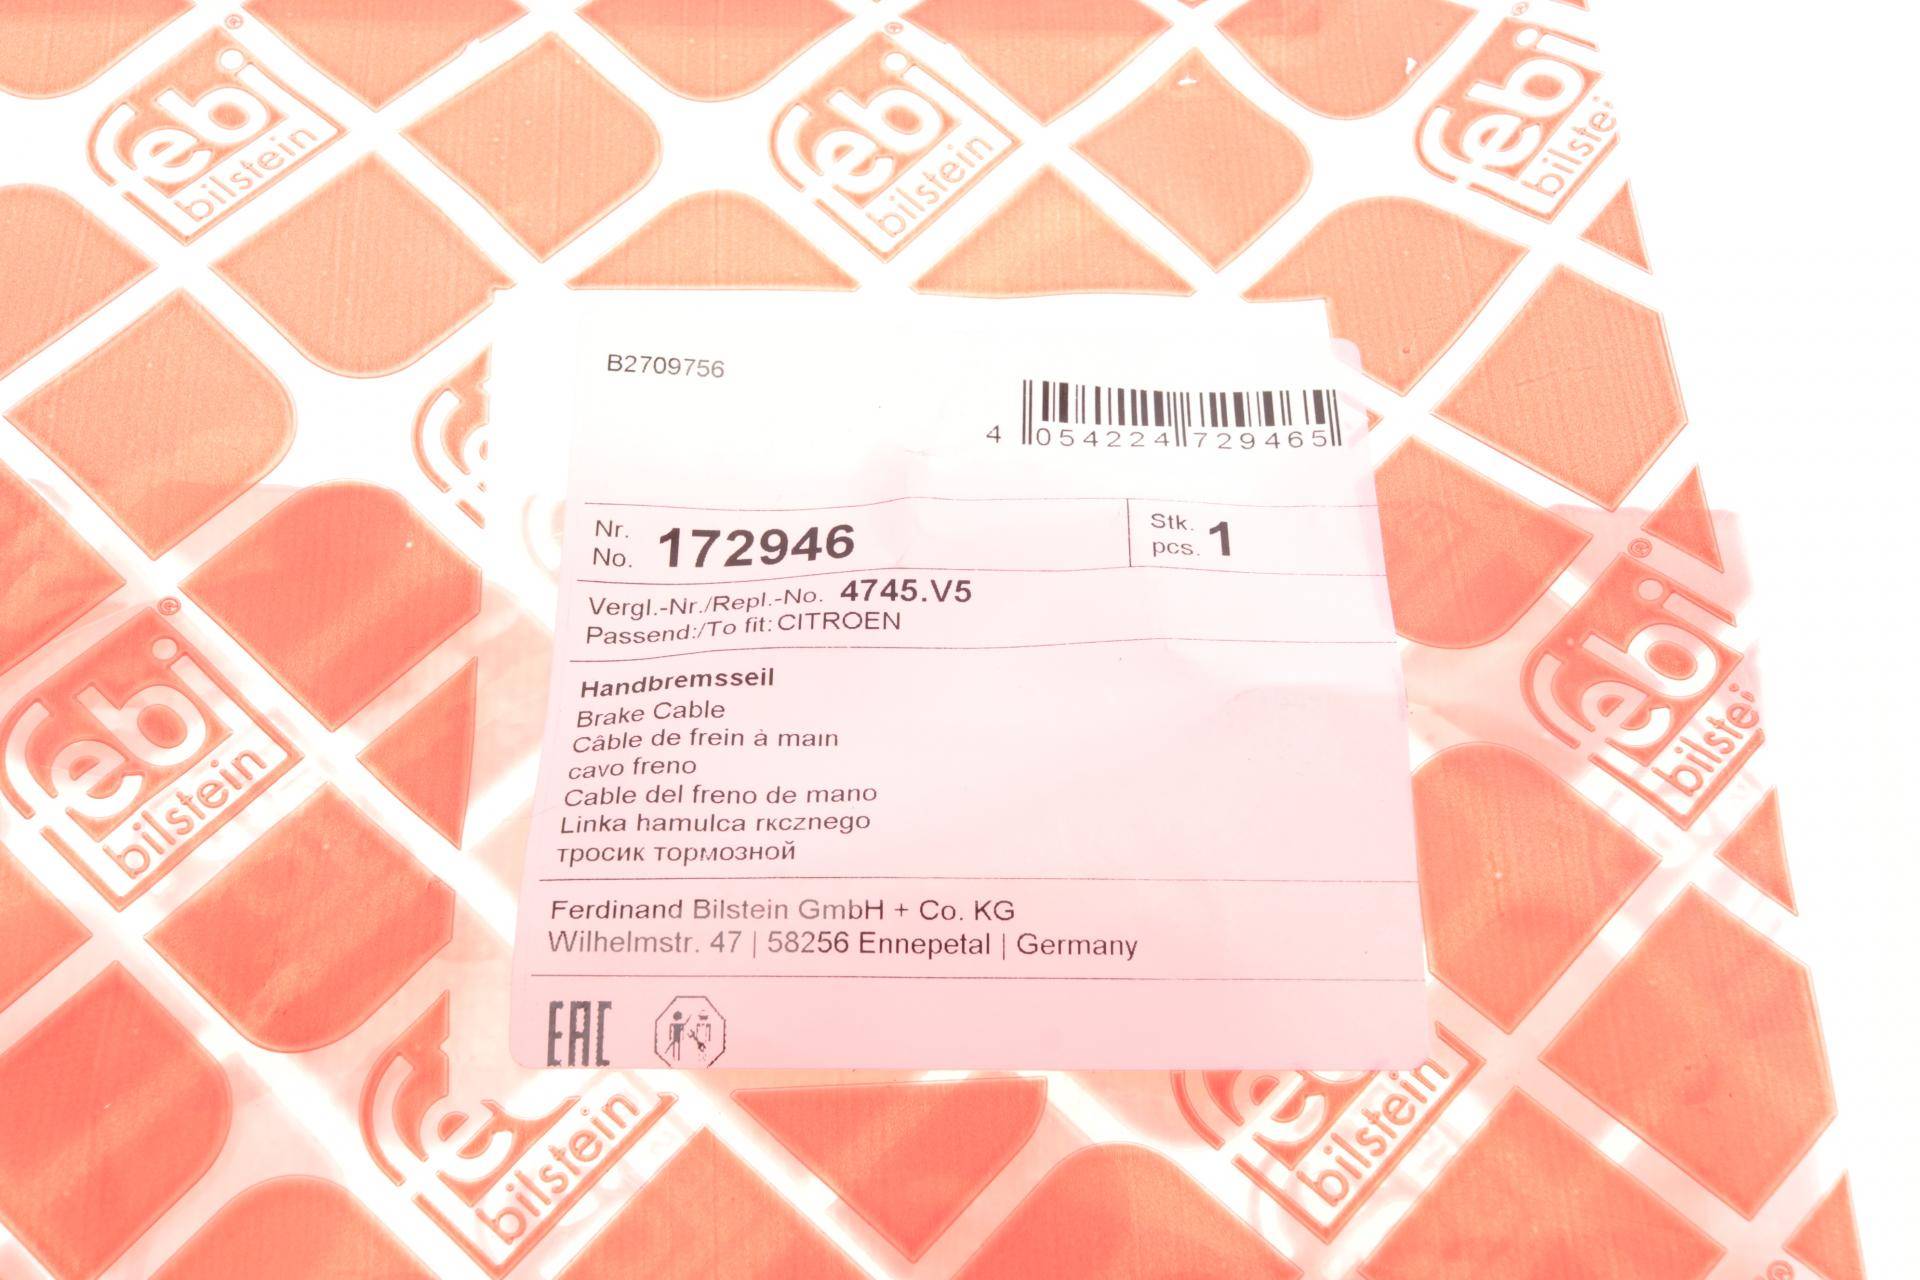 febi® bilstein
febi® bilstein
febi® bilstein
B2709756
4 054224 729465
Nr.
No. 172946
Stk.
pcs. 1
Vergl.-Nr./Repl.-No. 4745.V5
Passend:/To fit: CITROEN
Handbremsseil
Brake Cable
Câble de frein à main
cavo freno
Cable del freno de mano
Linka hamulca rкcznego
тросик тормозной
Ferdinand Bilstein GmbH + Co. KG
Wilhelmstr. 47 | 58256 Ennepetal | Germany
EAC
febi® bilstein
febi® bilstein
bilstein
bilstein